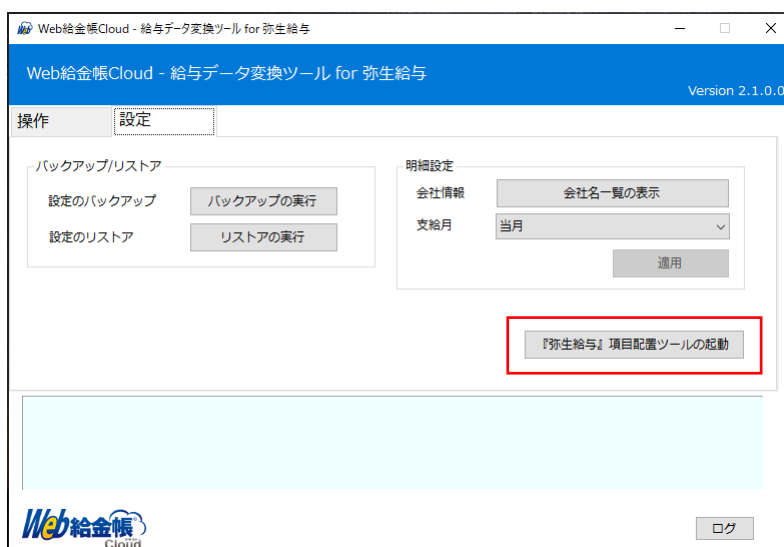 Web給金帳Cloud - 給与データ変換ツール for 弥生給与
Web給金帳Cloud - 給与データ変換ツール for 弥生給与
Version 2.1.0.0
操作 設定
バックアップ/リストア
設定のバックアップ バックアップの実行
設定のリストア リストアの実行
明細設定
会社情報 会社名一覧の表示
支給月 当月
適用
『弥生給与』項目配置ツールの起動
Web給金帳
Cloud
ログ